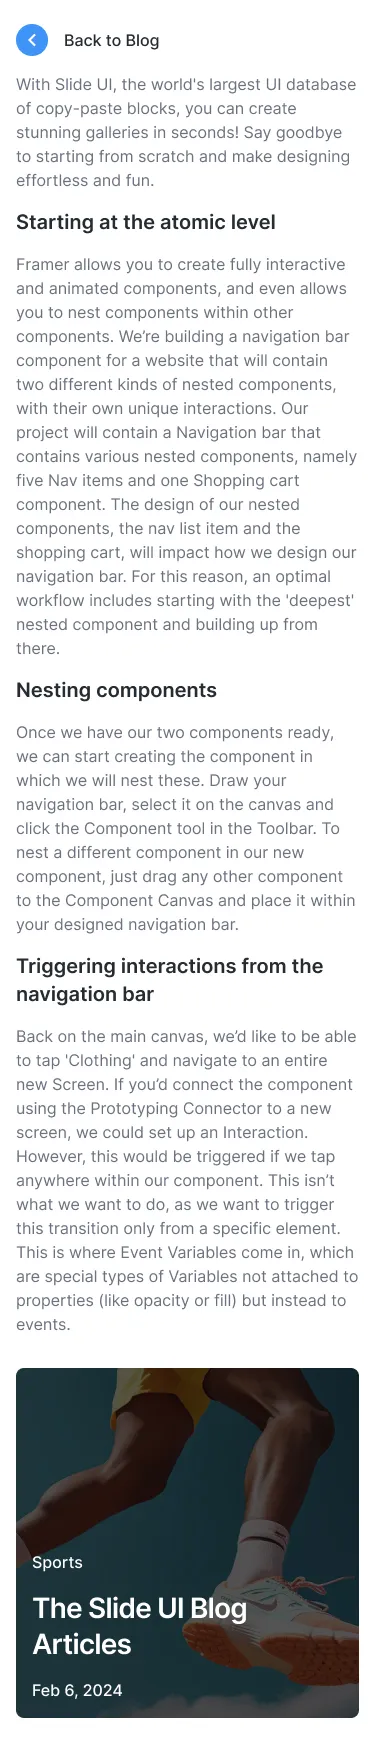 Back to Blog
With Slide UI, the world's largest UI database
of copy-paste blocks, you can create
stunning galleries in seconds! Say goodbye
to starting from scratch and make designing
effortless and fun.
Starting at the atomic level
Framer allows you to create fully interactive
and animated components, and even allows
you to nest components within other
components. We’re building a navigation bar
component for a website that will contain
two different kinds of nested components,
with their own unique interactions. Our
project will contain a Navigation bar that
contains various nested components, namely
five Nav items and one Shopping cart
component. The design of our nested
components, the nav list item and the
shopping cart, will impact how we design our
navigation bar. For this reason, an optimal
workflow includes starting with the 'deepest'
nested component and building up from
there.
Nesting components
Once we have our two components ready,
we can start creating the component in
which we will nest these. Draw your
navigation bar, select it on the canvas and
click the Component tool in the Toolbar. To
nest a different component in our new
component, just drag any other component
to the Component Canvas and place it within
your designed navigation bar.
Triggering interactions from the
navigation bar
Back on the main canvas, we’d like to be able
to tap 'Clothing' and navigate to an entire
new Screen. If you’d connect the component
using the Prototyping Connector to a new
screen, we could set up an Interaction.
However, this would be triggered if we tap
anywhere within our component. This isn’t
what we want to do, as we want to trigger
this transition only from a specific element.
This is where Event Variables come in, which
are special types of Variables not attached to
properties (like opacity or fill) but instead to
events.
Sports
The Slide UI Blog
Articles
Feb 6, 2024